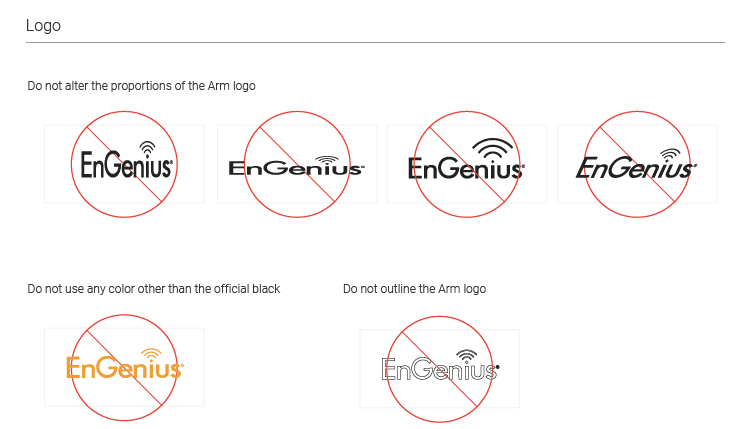 Logo
Do not alter the proportions of the Arm logo
EnGenius® EnGenius® EnGenius® EnGenius®
Do not use any color other than the official black Do not outline the Arm logo
EnGenius® EnGenius®